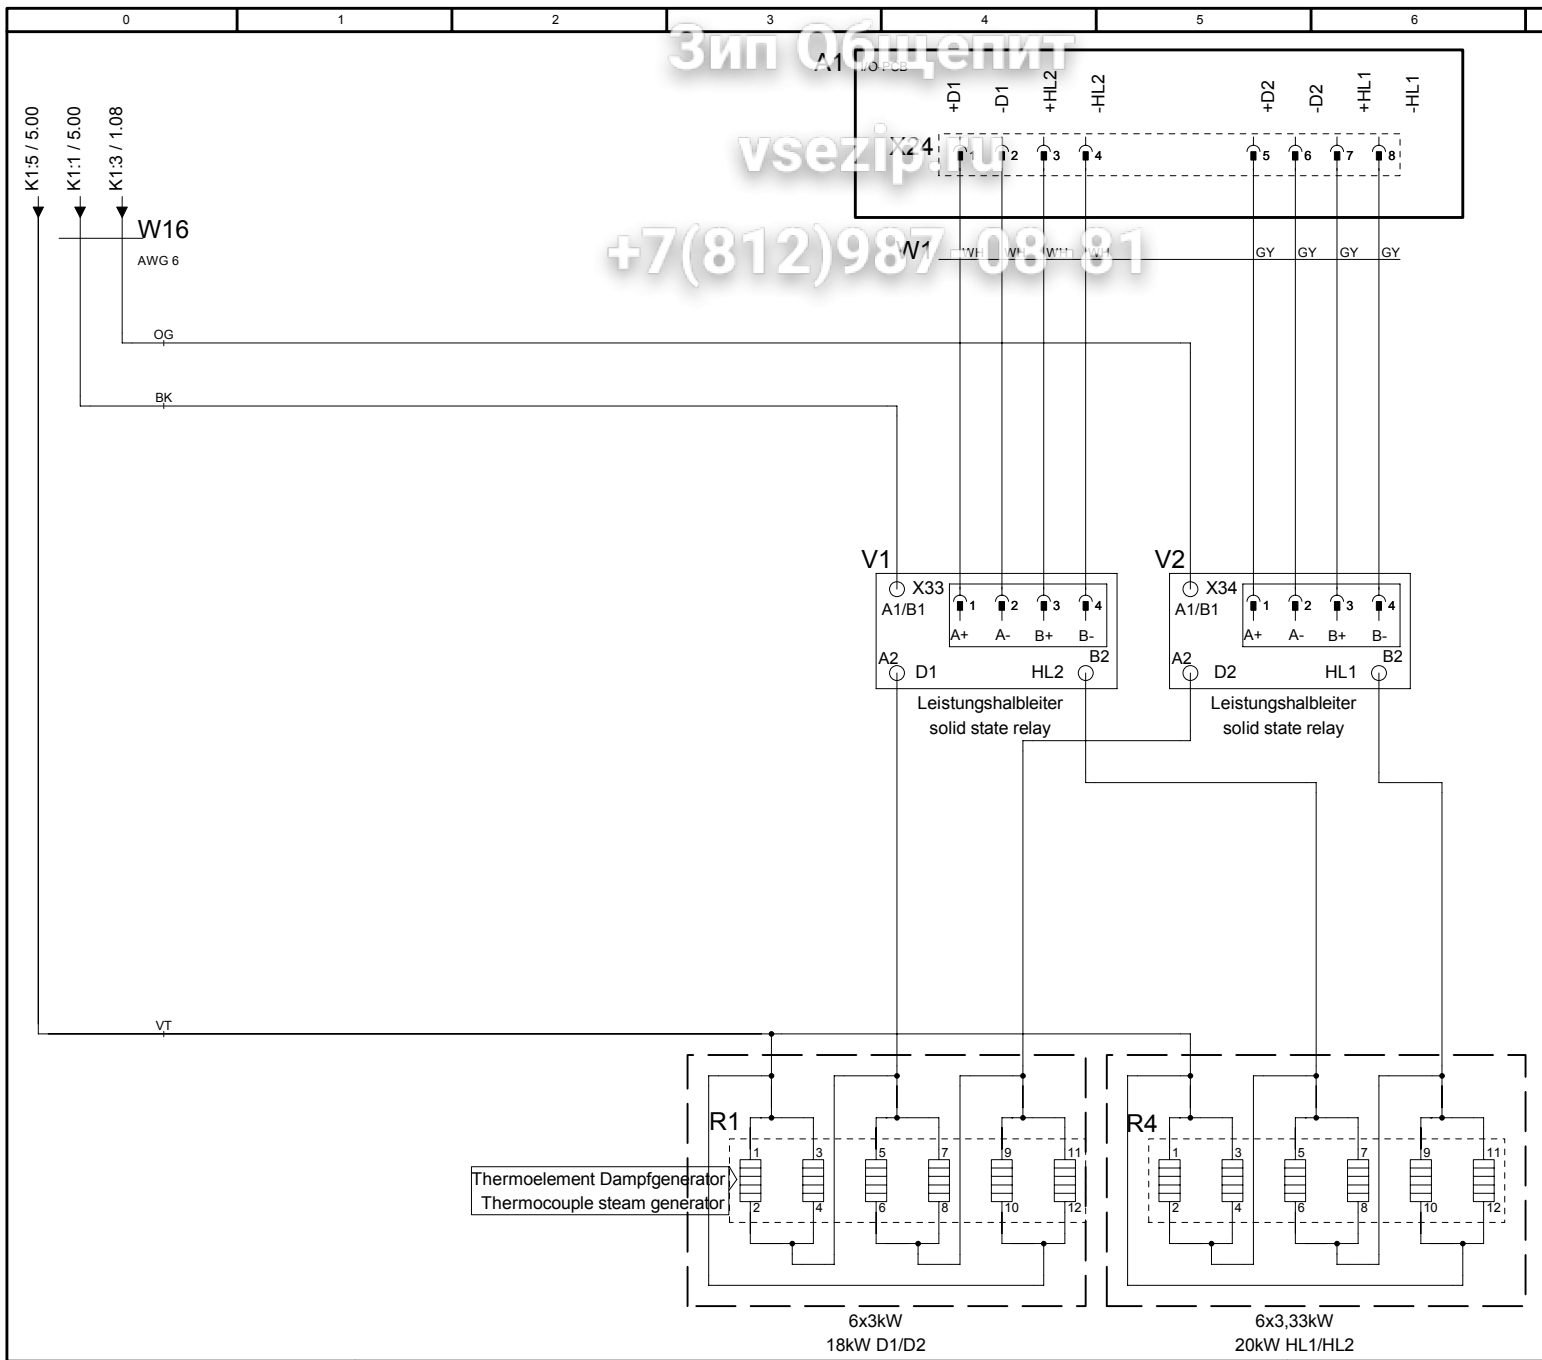 0 1 2 3 4 5 6
Зип Общепит
A1 I/O-PCB
+D1 -D1 +HL2 -HL2 +D2 -D2 +HL1 -HL1
K1:5 / 5.00
K1:1 / 5.00
K1:3 / 1.08
vsezip.ru
X24 1 2 3 4 5 6 7 8
W16
AWG 6
+7(812)987-08-81
W1 WH WH WH WH GY GY GY GY
OG
BK
V1 V2
X33 1 2 3 4 X34 1 2 3 4
A1/B1 A+ A- B+ B- A1/B1 A+ A- B+ B-
A2 D1 HL2 B2 A2 D2 HL1 B2
Leistungshalbleiter Leistungshalbleiter
solid state relay solid state relay
VT
R1 R4
1 3 5 7 9 11 1 3 5 7 9 11
Thermoelement Dampfgenerator
Thermocouple steam generator
2 4 6 8 10 12 2 4 6 8 10 12
6x3kW 6x3,33kW
18kW D1/D2 20kW HL1/HL2